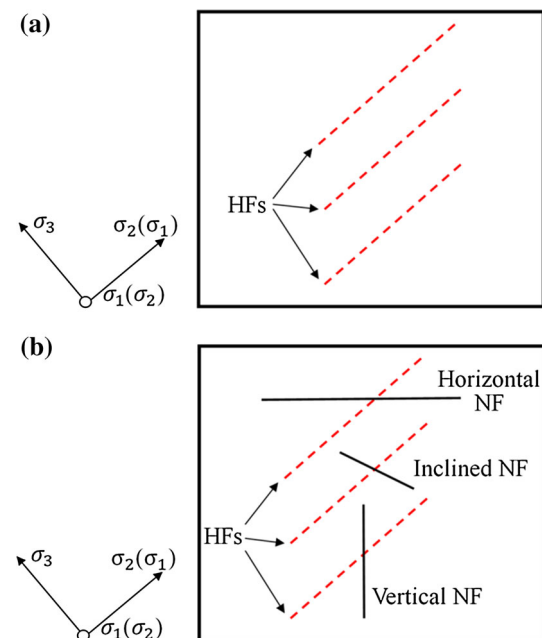 (a)
HFs
σ₃
σ₂(σ₁)
σ₁(σ₂)
(b)
Horizontal
NF
Inclined NF
HFs
Vertical NF
σ₃
σ₂(σ₁)
σ₁(σ₂)